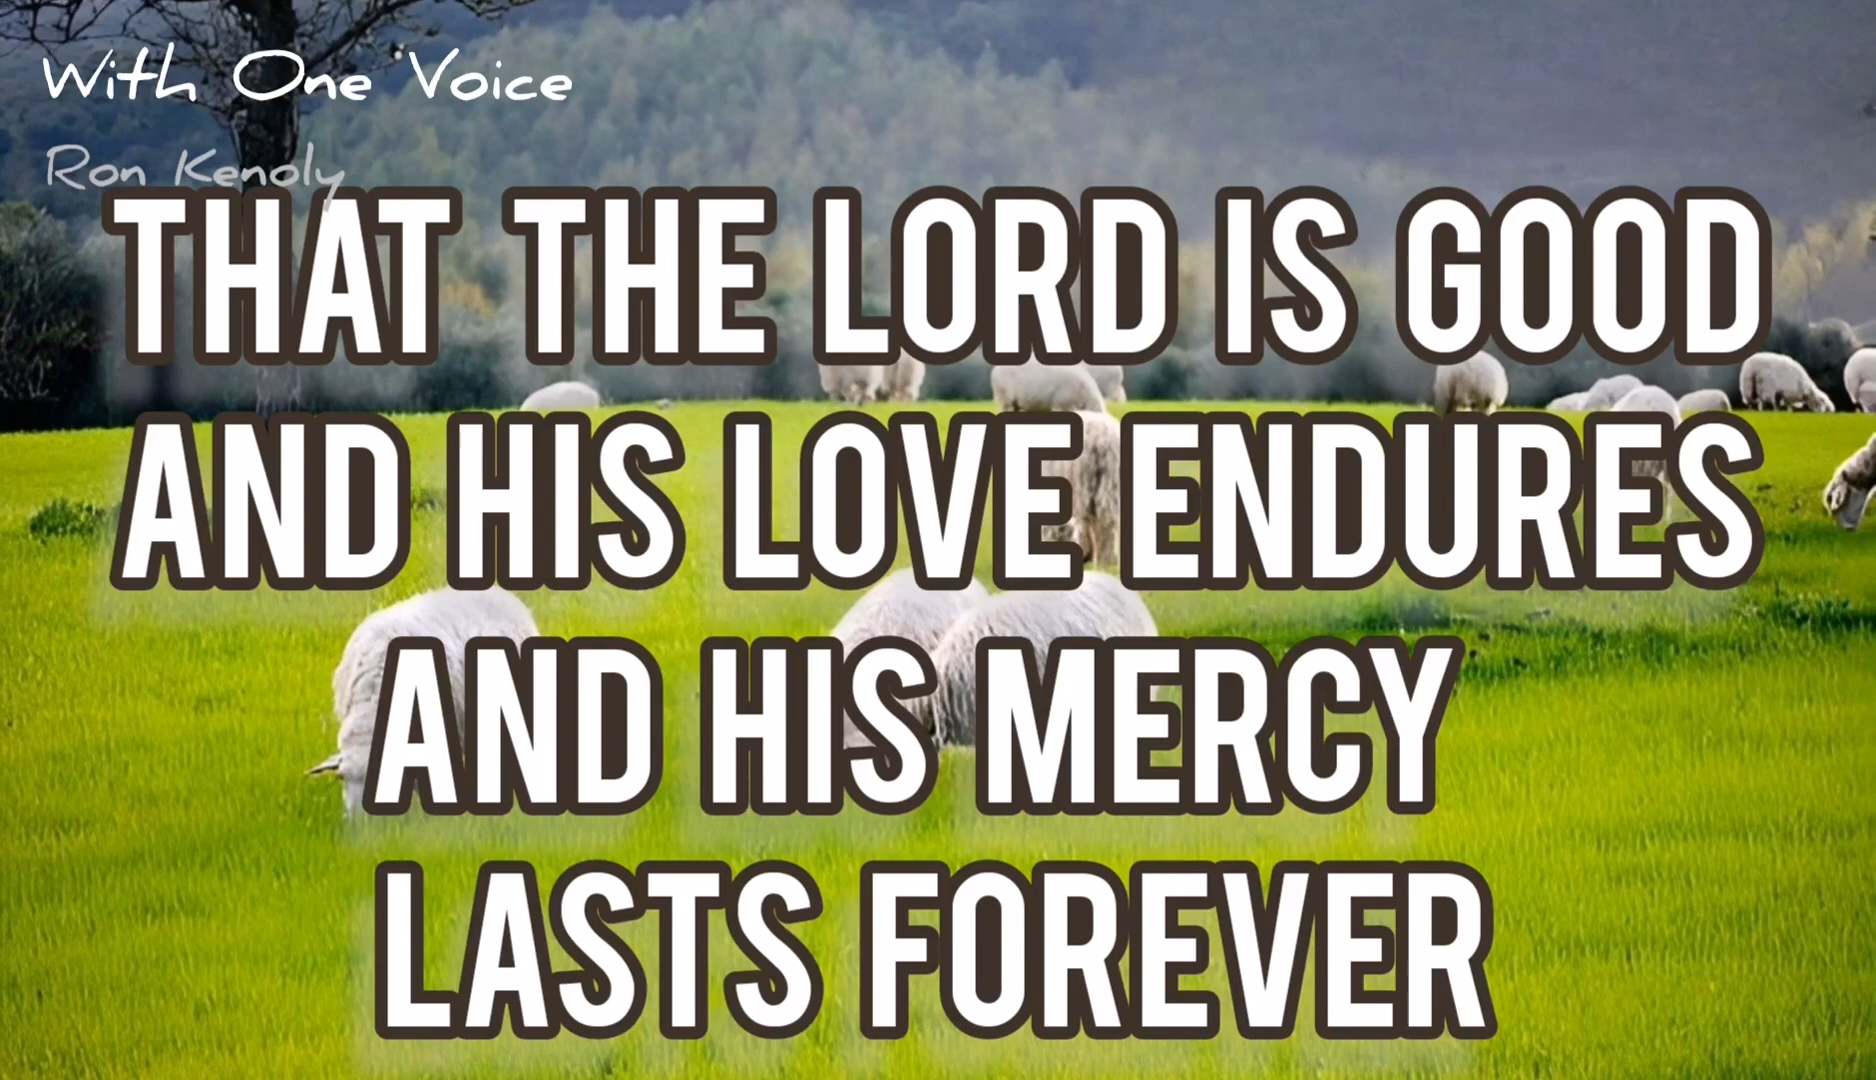 With One Voice
Ron Kenoly
THAT THE LORD IS GOOD
AND HIS LOVE ENDURES
AND HIS MERCY
LASTS FOREVER